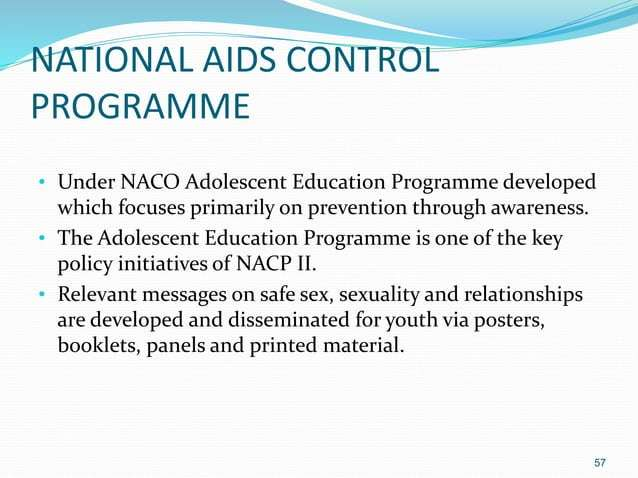 NATIONAL AIDS CONTROL
PROGRAMME
• Under NACO Adolescent Education Programme developed
which focuses primarily on prevention through awareness.
• The Adolescent Education Programme is one of the key
policy initiatives of NACP II.
• Relevant messages on safe sex, sexuality and relationships
are developed and disseminated for youth via posters,
booklets, panels and printed material.
57